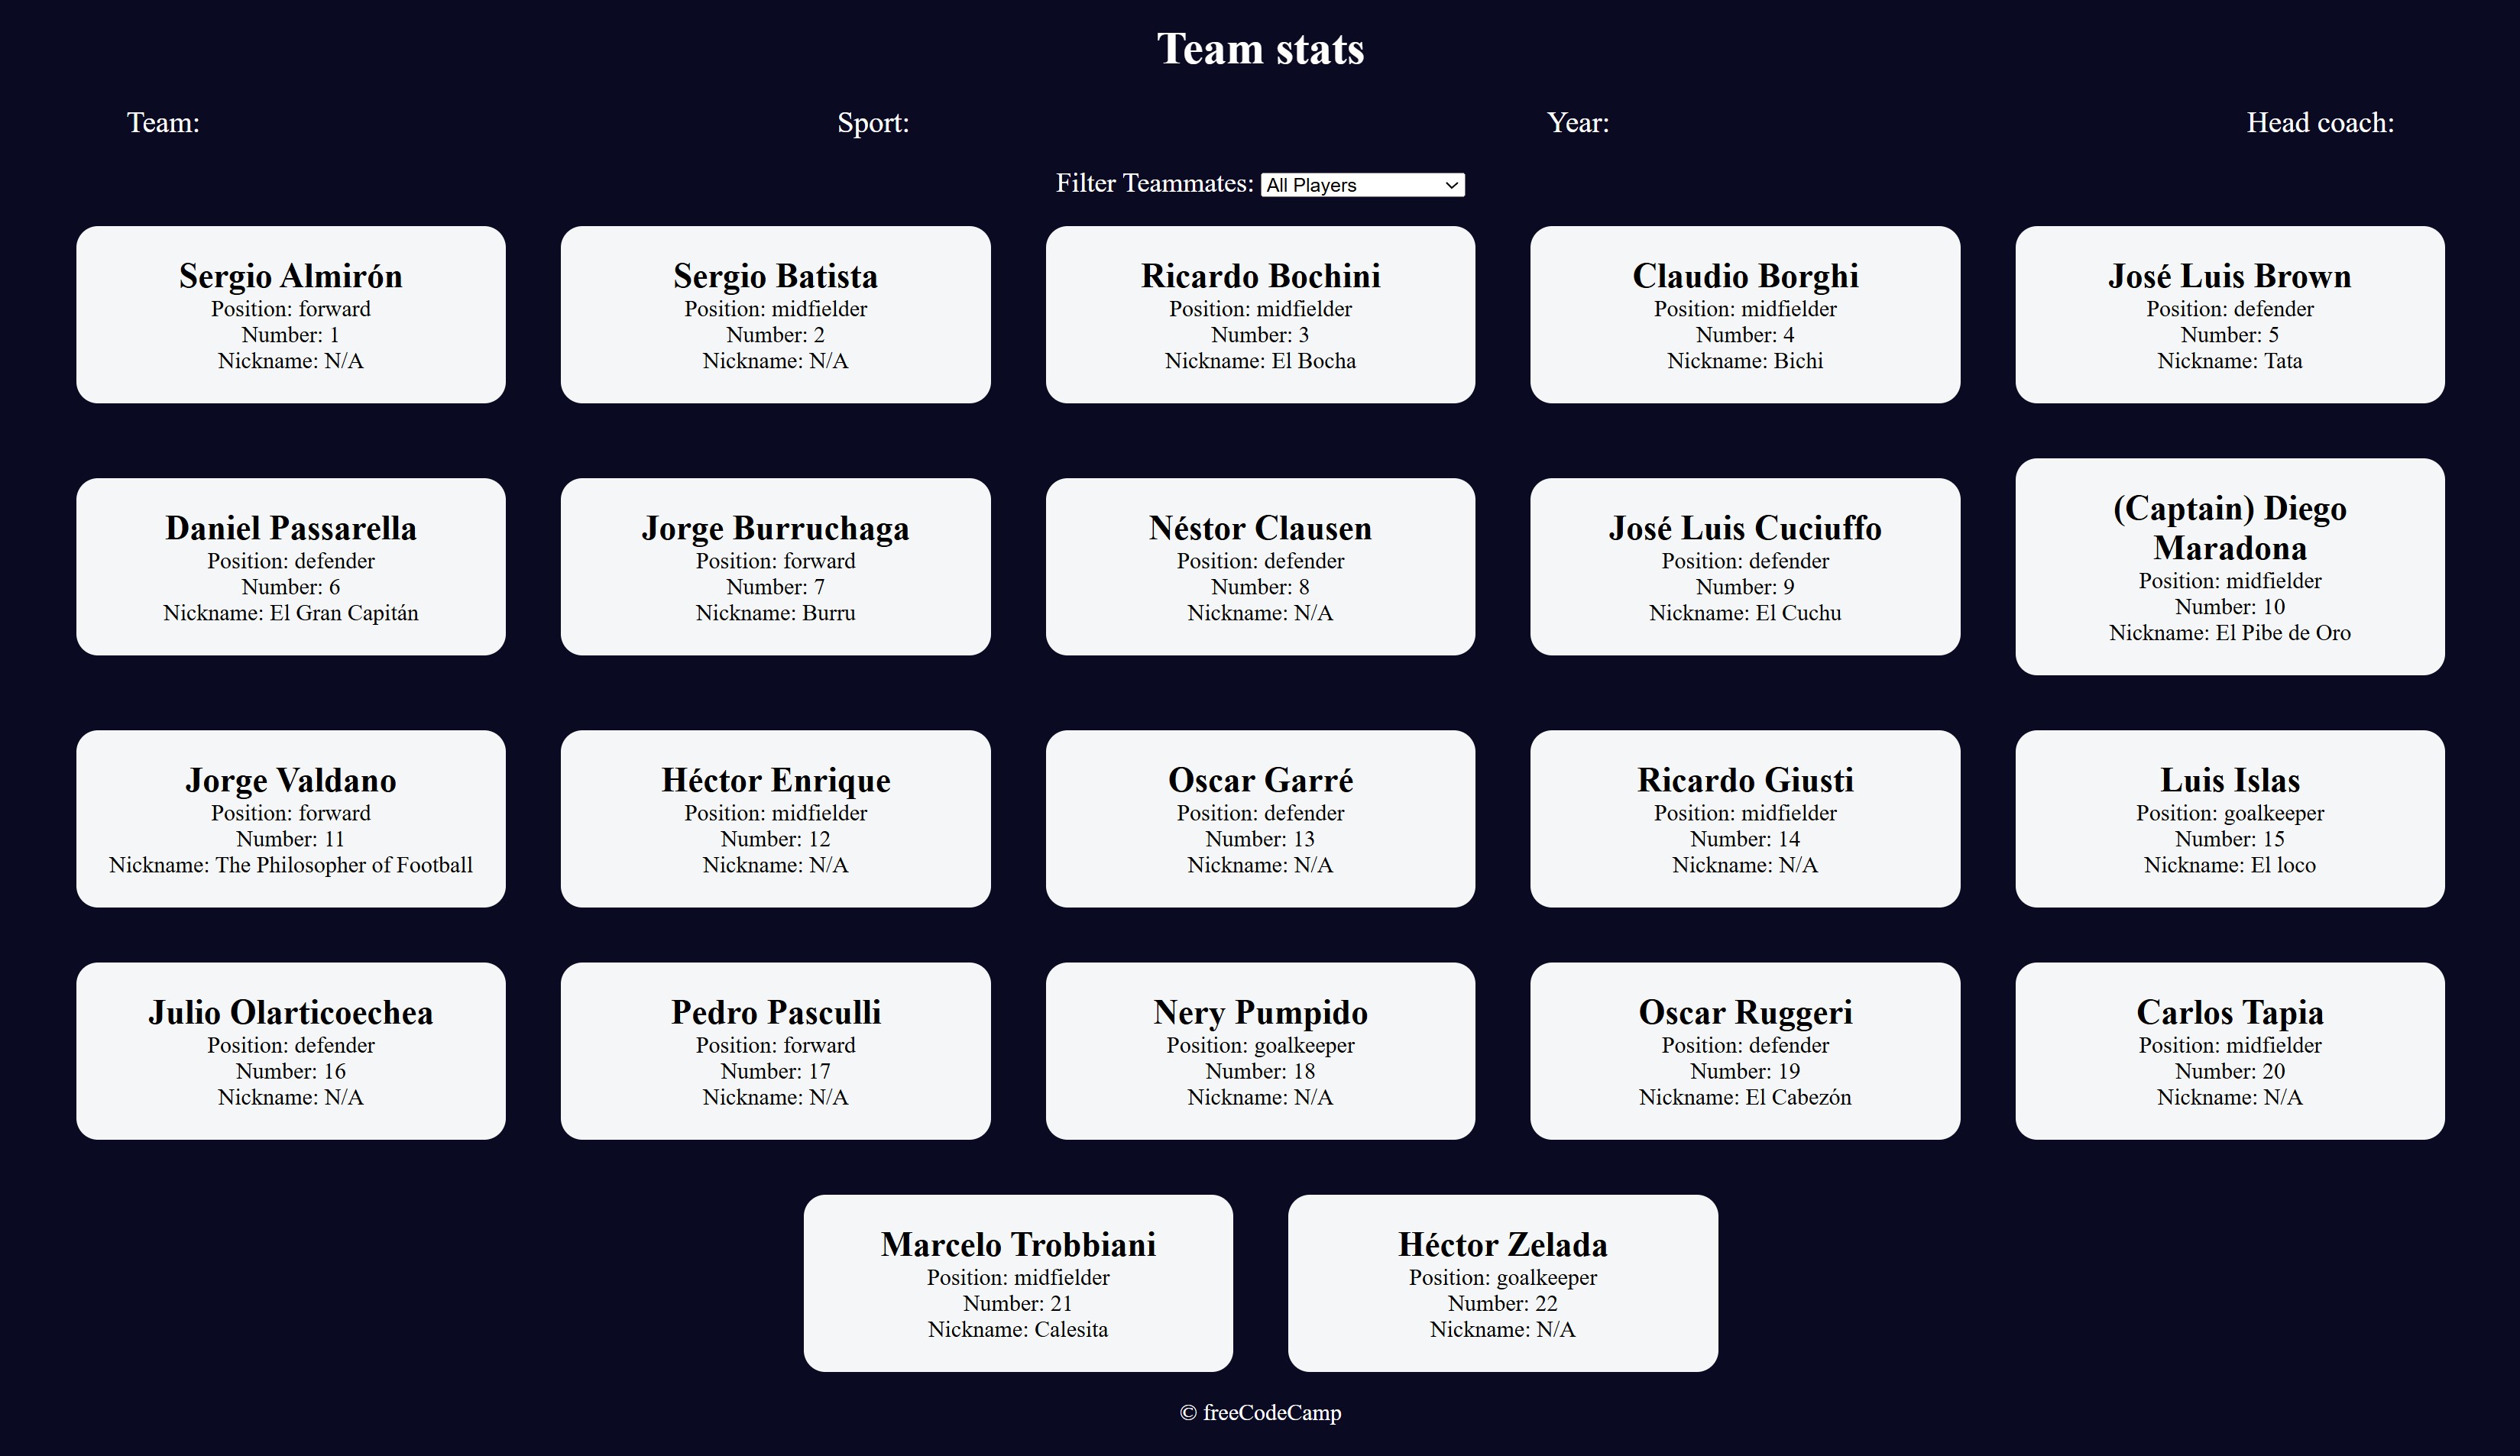 Team stats
Team:
Sport:
Year:
Head coach:
Filter Teammates: All Players
Sergio Almirón
Position: forward
Number: 1
Nickname: N/A
Sergio Batista
Position: midfielder
Number: 2
Nickname: N/A
Ricardo Bochini
Position: midfielder
Number: 3
Nickname: El Bocha
Claudio Borghi
Position: midfielder
Number: 4
Nickname: Bichi
José Luis Brown
Position: defender
Number: 5
Nickname: Tata
Daniel Passarella
Position: defender
Number: 6
Nickname: El Gran Capitán
Jorge Burruchaga
Position: forward
Number: 7
Nickname: Burru
Néstor Clausen
Position: defender
Number: 8
Nickname: N/A
José Luis Cuciuffo
Position: defender
Number: 9
Nickname: El Cuchu
(Captain) Diego
Maradona
Position: midfielder
Number: 10
Nickname: El Pibe de Oro
Jorge Valdano
Position: forward
Number: 11
Nickname: The Philosopher of Football
Héctor Enrique
Position: midfielder
Number: 12
Nickname: N/A
Oscar Garré
Position: defender
Number: 13
Nickname: N/A
Ricardo Giusti
Position: midfielder
Number: 14
Nickname: N/A
Luis Islas
Position: goalkeeper
Number: 15
Nickname: El loco
Julio Olarticoechea
Position: defender
Number: 16
Nickname: N/A
Pedro Pasculli
Position: forward
Number: 17
Nickname: N/A
Nery Pumpido
Position: goalkeeper
Number: 18
Nickname: N/A
Oscar Ruggeri
Position: defender
Number: 19
Nickname: El Cabezón
Carlos Tapia
Position: midfielder
Number: 20
Nickname: N/A
Marcelo Trobbiani
Position: midfielder
Number: 21
Nickname: Calesita
Héctor Zelada
Position: goalkeeper
Number: 22
Nickname: N/A
© freeCodeCamp